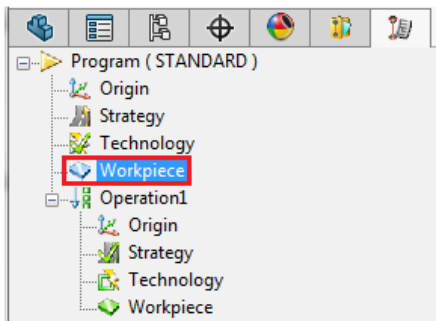 Program ( STANDARD )
Origin
Strategy
Technology
Workpiece
Operation1
Origin
Strategy
Technology
Workpiece